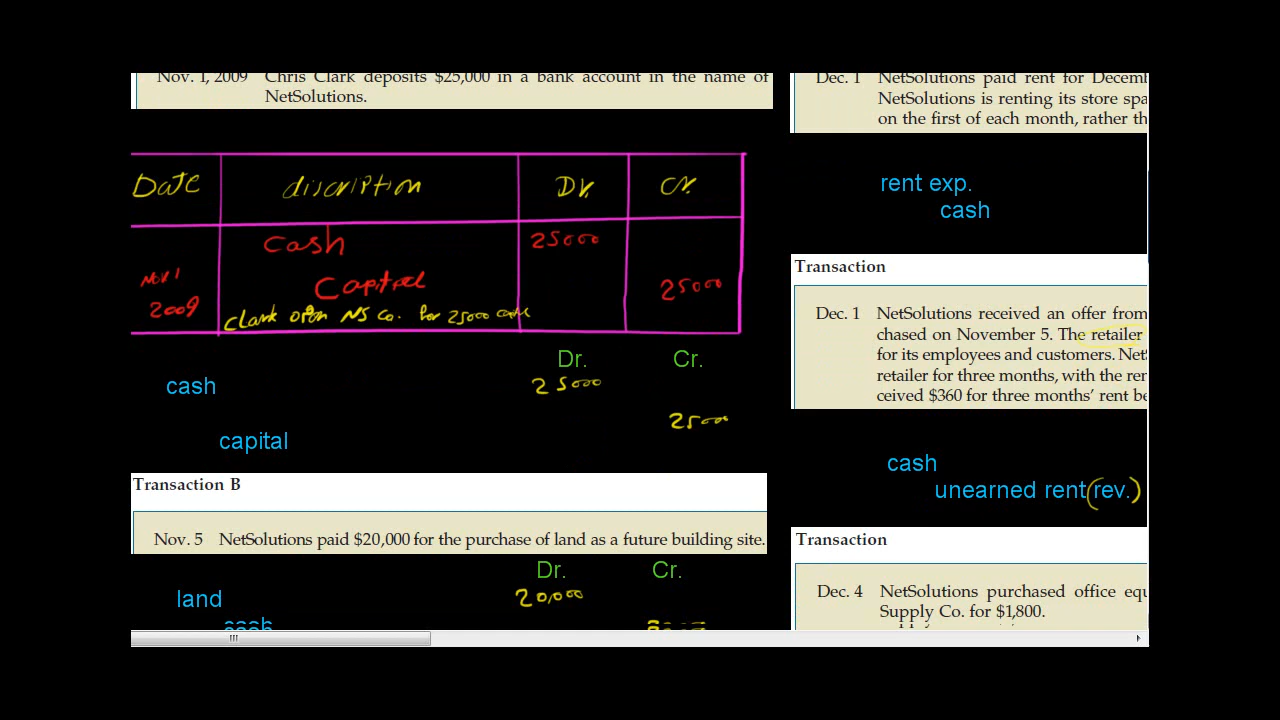 Nov. 1, 2009 Chris Clark deposits $25,000 in a bank account in the name of
NetSolutions.
Date discription Dr. Cr.
Cash 25000
Nov 1
2009
Capital 25000
Clark open NS Co. for 25000 cash
Dr. Cr.
cash 25000
25000
capital
Transaction B
Nov. 5 NetSolutions paid $20,000 for the purchase of land as a future building site.
Dr. Cr.
land 20,000
cash
Dec. 1 NetSolutions paid rent for Decemb
NetSolutions is renting its store spa
on the first of each month, rather th
rent exp.
cash
Transaction
Dec. 1 NetSolutions received an offer from
chased on November 5. The retailer
for its employees and customers. Net
retailer for three months, with the ren
ceived $360 for three months' rent be
cash
unearned rent (rev.)
Transaction
Dec. 4 NetSolutions purchased office equ
Supply Co. for $1,800.